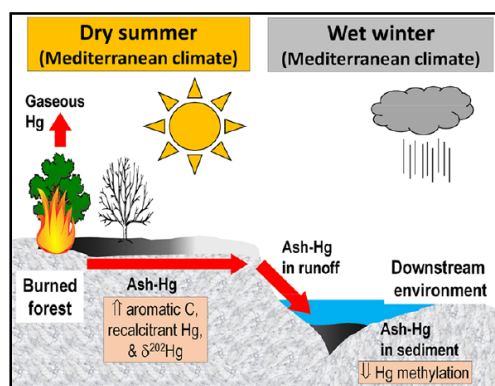 Dry summer
(Mediterranean climate)
Wet winter
(Mediterranean climate)
Gaseous
Hg
Burned
forest
Ash-Hg
⇑ aromatic C,
recalcitrant Hg,
& δ²⁰²Hg
Ash-Hg
in runoff
Downstream
environment
Ash-Hg
in sediment
⇓ Hg methylation